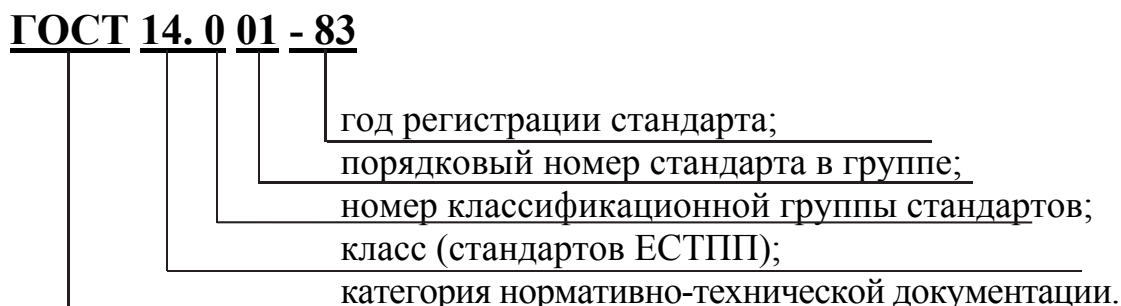 ГОСТ 14. 0 01 - 83
год регистрации стандарта;
порядковый номер стандарта в группе;
номер классификационной группы стандартов;
класс (стандартов ЕСТПП);
категория нормативно-технической документации.